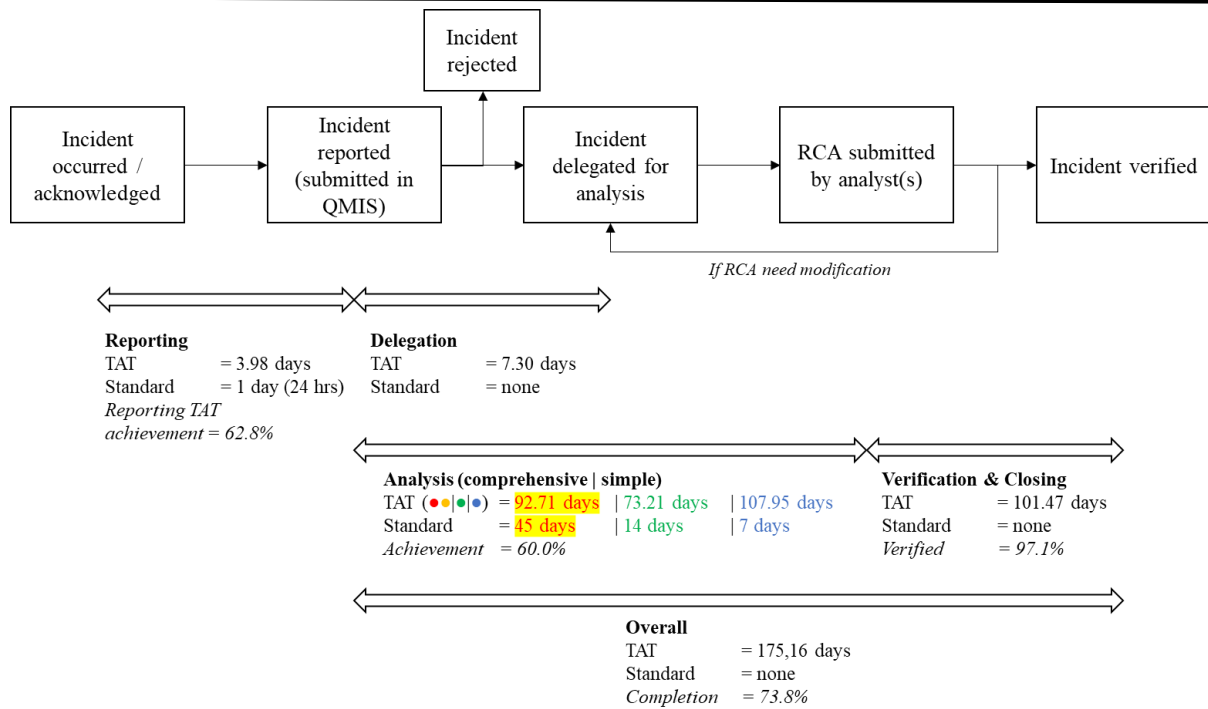 Incident
rejected
Incident
occurred /
acknowledged
Incident
reported
(submitted in
QMIS)
Incident
delegated for
analysis
RCA submitted
by analyst(s)
Incident verified
If RCA need modification
Reporting
TAT = 3.98 days
Standard = 1 day (24 hrs)
Reporting TAT
achievement = 62.8%
Delegation
TAT = 7.30 days
Standard = none
Analysis (comprehensive | simple)
TAT (●●|●|●) = 92.71 days | 73.21 days | 107.95 days
Standard = 45 days | 14 days | 7 days
Achievement = 60.0%
Verification & Closing
TAT = 101.47 days
Standard = none
Verified = 97.1%
Overall
TAT = 175,16 days
Standard = none
Completion = 73.8%